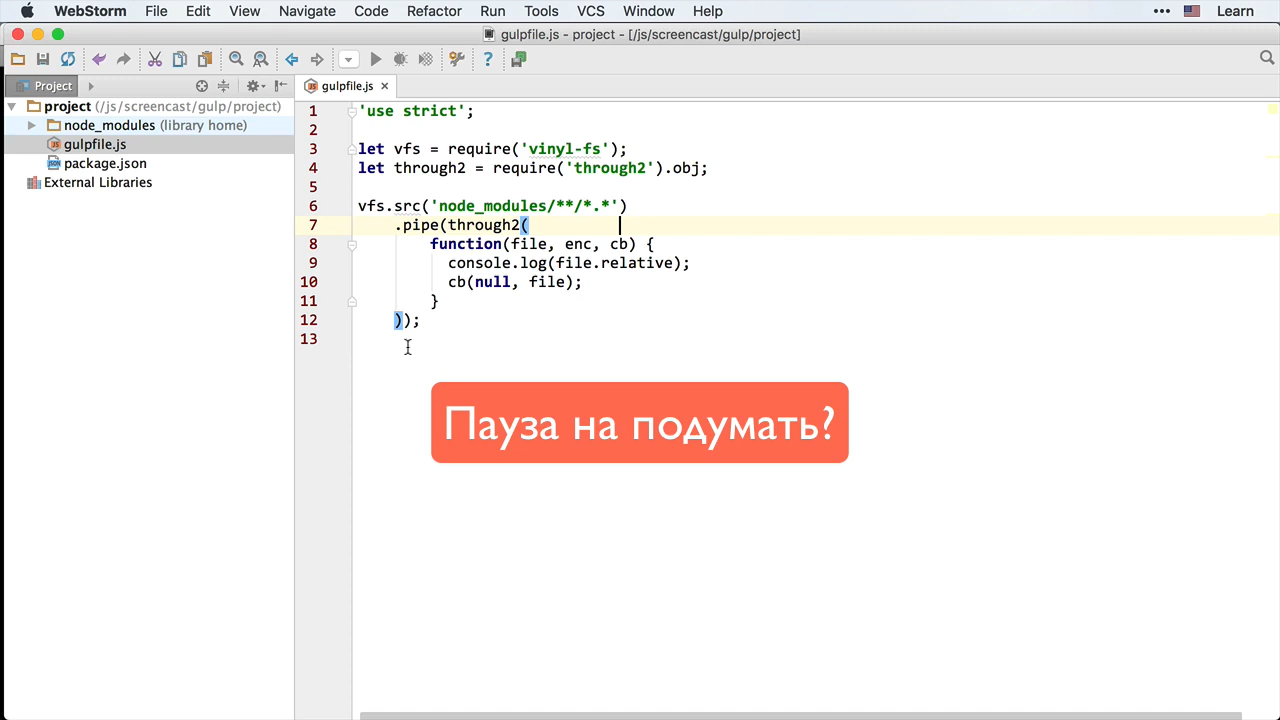 WebStorm File Edit View Navigate Code Refactor Run Tools VCS Window Help Learn
gulpfile.js - project - [/js/screencast/gulp/project]
Project
gulpfile.js
project (/js/screencast/gulp/project)
node_modules (library home)
gulpfile.js
package.json
External Libraries
1 'use strict';
2
3 let vfs = require('vinyl-fs');
4 let through2 = require('through2').obj;
5
6 vfs.src('node_modules/**/*.*')
7 .pipe(through2(
8 function(file, enc, cb) {
9 console.log(file.relative);
10 cb(null, file);
11 }
12 ));
13
Пауза на подумать?